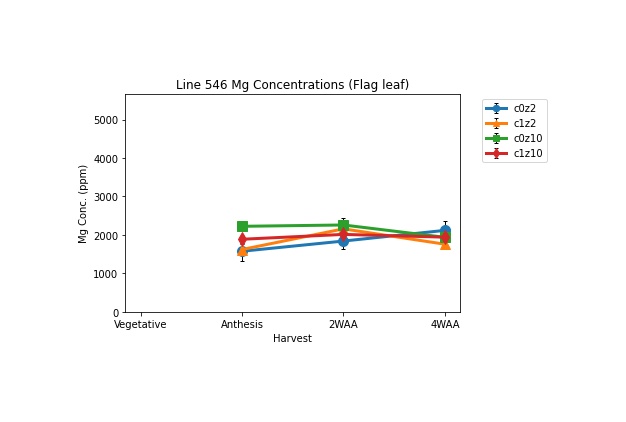 Line 546 Mg Concentrations (Flag leaf)
Mg Conc. (ppm)
5000
4000
3000
2000
1000
0
Vegetative Anthesis 2WAA 4WAA
Harvest
c0z2
c1z2
c0z10
c1z10